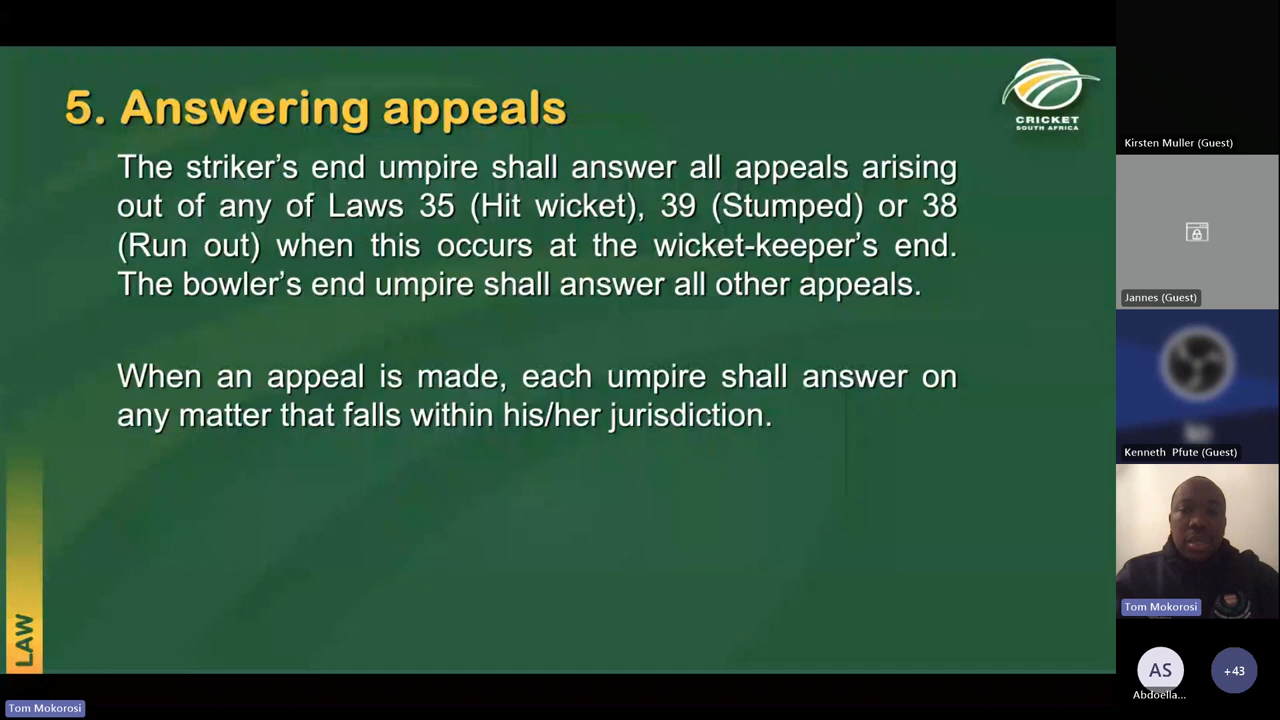 5. Answering appeals
CRICKET
SOUTH AFRICA
The striker’s end umpire shall answer all appeals arising
out of any of Laws 35 (Hit wicket), 39 (Stumped) or 38
(Run out) when this occurs at the wicket-keeper’s end.
The bowler’s end umpire shall answer all other appeals.
When an appeal is made, each umpire shall answer on
any matter that falls within his/her jurisdiction.
LAW
Tom Mokorosi
Kirsten Muller (Guest)
Jannes (Guest)
Kenneth Pfute (Guest)
Tom Mokorosi
AS
Abdoella...
+43